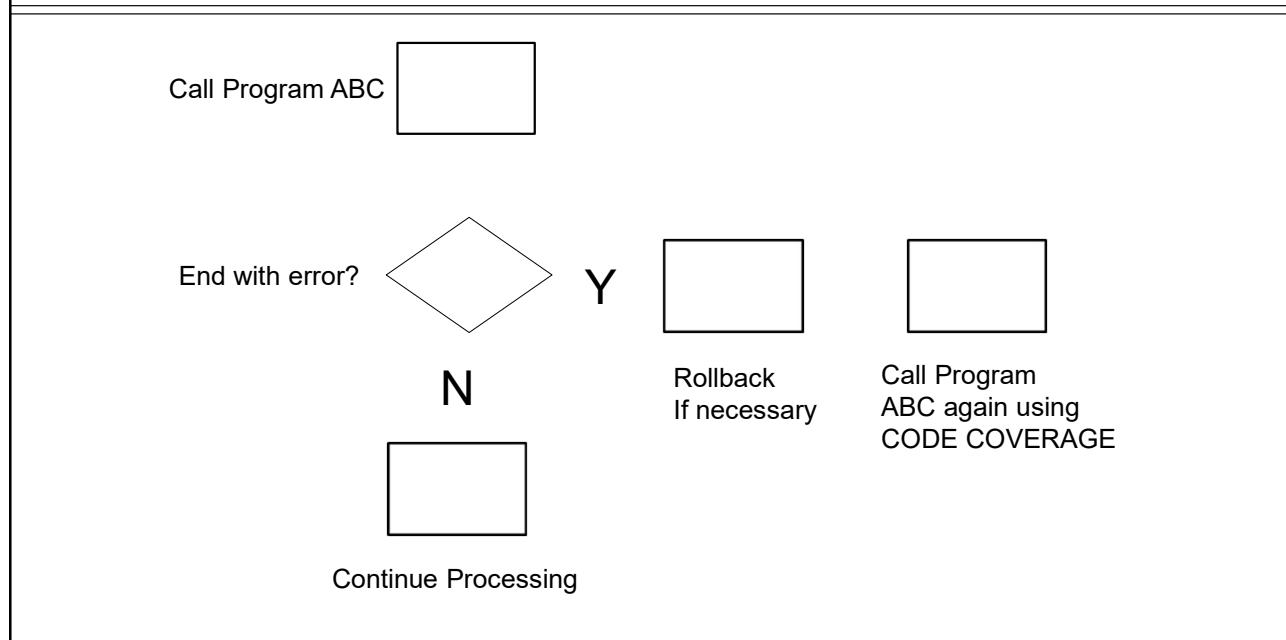 Call Program ABC
End with error?
Y
N
Rollback
If necessary
Call Program
ABC again using
CODE COVERAGE
Continue Processing